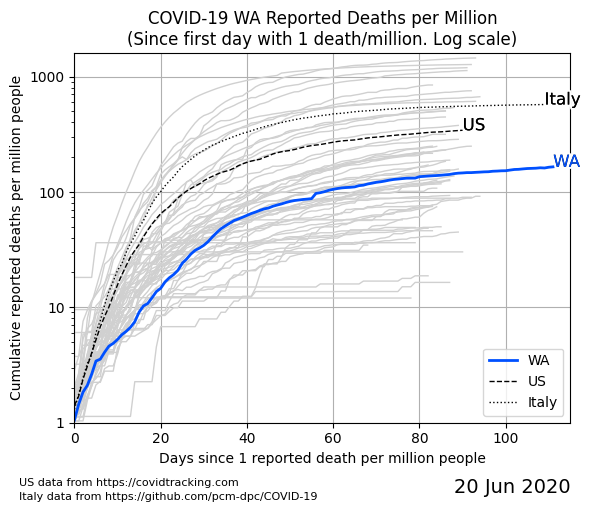 COVID-19 WA Reported Deaths per Million
(Since first day with 1 death/million. Log scale)
Cumulative reported deaths per million people
1000
100
10
1
Italy
US
WA
WA
US
Italy
0 20 40 60 80 100
Days since 1 reported death per million people
US data from https://covidtracking.com
Italy data from https://github.com/pcm-dpc/COVID-19
20 Jun 2020